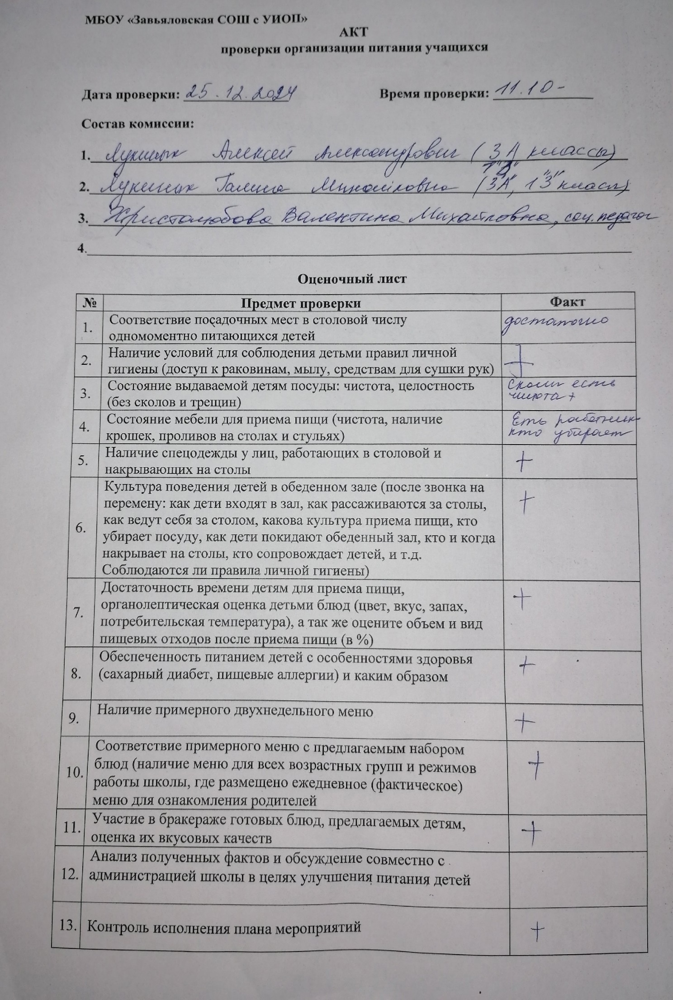 МБОУ «Завьяловская СОШ с УИОП»
АКТ
проверки организации питания учащихся
Дата проверки: 25.12.2024 Время проверки: 11.10-
Состав комиссии:
1. Алексей Александрович (3 А классы)
2. Галина Михайловна (3"А", 1"З" классы)
3. Христолюбова Валентина Михайловна, соц. педагог
4.
Оценочный лист
№ Предмет проверки Факт
1. Соответствие посадочных мест в столовой числу
одномоментно питающихся детей
достаточно
2. Наличие условий для соблюдения детьми правил личной
гигиены (доступ к раковинам, мылу, средствам для сушки рук)
+
3. Состояние выдаваемой детям посуды: чистота, целостность
(без сколов и трещин)
Сколы есть
чистота +
4. Состояние мебели для приема пищи (чистота, наличие
крошек, проливов на столах и стульях)
Есть работник
кто убирает
5. Наличие спецодежды у лиц, работающих в столовой и
накрывающих на столы
+
6. Культура поведения детей в обеденном зале (после звонка на
перемену: как дети входят в зал, как рассаживаются за столы,
как ведут себя за столом, какова культура приема пищи, кто
убирает посуду, как дети покидают обеденный зал, кто и когда
накрывает на столы, кто сопровождает детей, и т.д.
Соблюдаются ли правила личной гигиены)
+
7. Достаточность времени детям для приема пищи,
органолептическая оценка детьми блюд (цвет, вкус, запах,
потребительская температура), а так же оцените объем и вид
пищевых отходов после приема пищи (в %)
+
8. Обеспеченность питанием детей с особенностями здоровья
(сахарный диабет, пищевые аллергии) и каким образом
+
9. Наличие примерного двухнедельного меню
+
10. Соответствие примерного меню с предлагаемым набором
блюд (наличие меню для всех возрастных групп и режимов
работы школы, где размещено ежедневное (фактическое)
меню для ознакомления родителей
+
11. Участие в бракераже готовых блюд, предлагаемых детям,
оценка их вкусовых качеств
+
12. Анализ полученных фактов и обсуждение совместно с
администрацией школы в целях улучшения питания детей
13. Контроль исполнения плана мероприятий
+